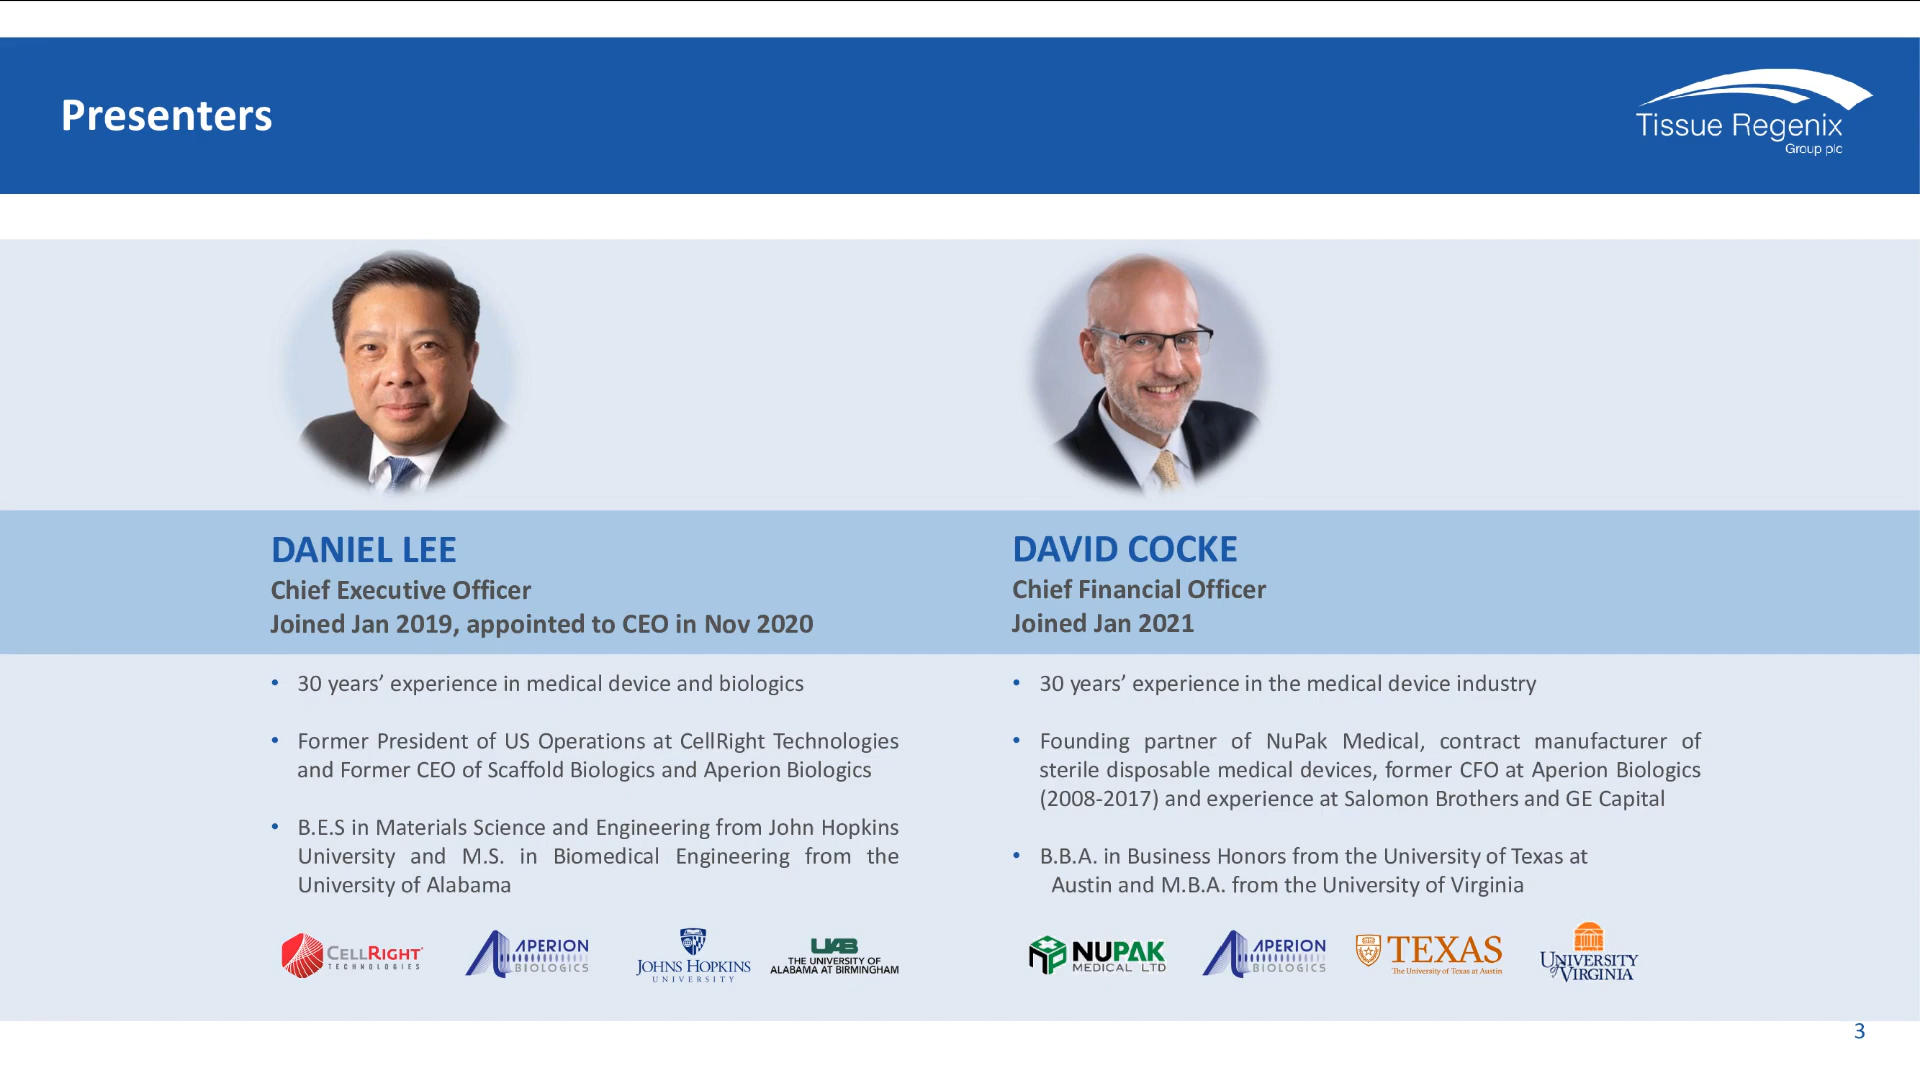 Presenters
Tissue Regenix
Group plc
DANIEL LEE
Chief Executive Officer
Joined Jan 2019, appointed to CEO in Nov 2020
• 30 years’ experience in medical device and biologics
• Former President of US Operations at CellRight Technologies
and Former CEO of Scaffold Biologics and Aperion Biologics
• B.E.S in Materials Science and Engineering from John Hopkins
University and M.S. in Biomedical Engineering from the
University of Alabama
CELLRIGHT
TECHNOLOGIES
APERION
BIOLOGICS
JOHNS HOPKINS
UNIVERSITY
UAB
THE UNIVERSITY OF
ALABAMA AT BIRMINGHAM
DAVID COCKE
Chief Financial Officer
Joined Jan 2021
• 30 years’ experience in the medical device industry
• Founding partner of NuPak Medical, contract manufacturer of
sterile disposable medical devices, former CFO at Aperion Biologics
(2008-2017) and experience at Salomon Brothers and GE Capital
• B.B.A. in Business Honors from the University of Texas at
Austin and M.B.A. from the University of Virginia
NUPAK
MEDICAL LTD
APERION
BIOLOGICS
TEXAS
The University of Texas at Austin
UNIVERSITY
of VIRGINIA
3